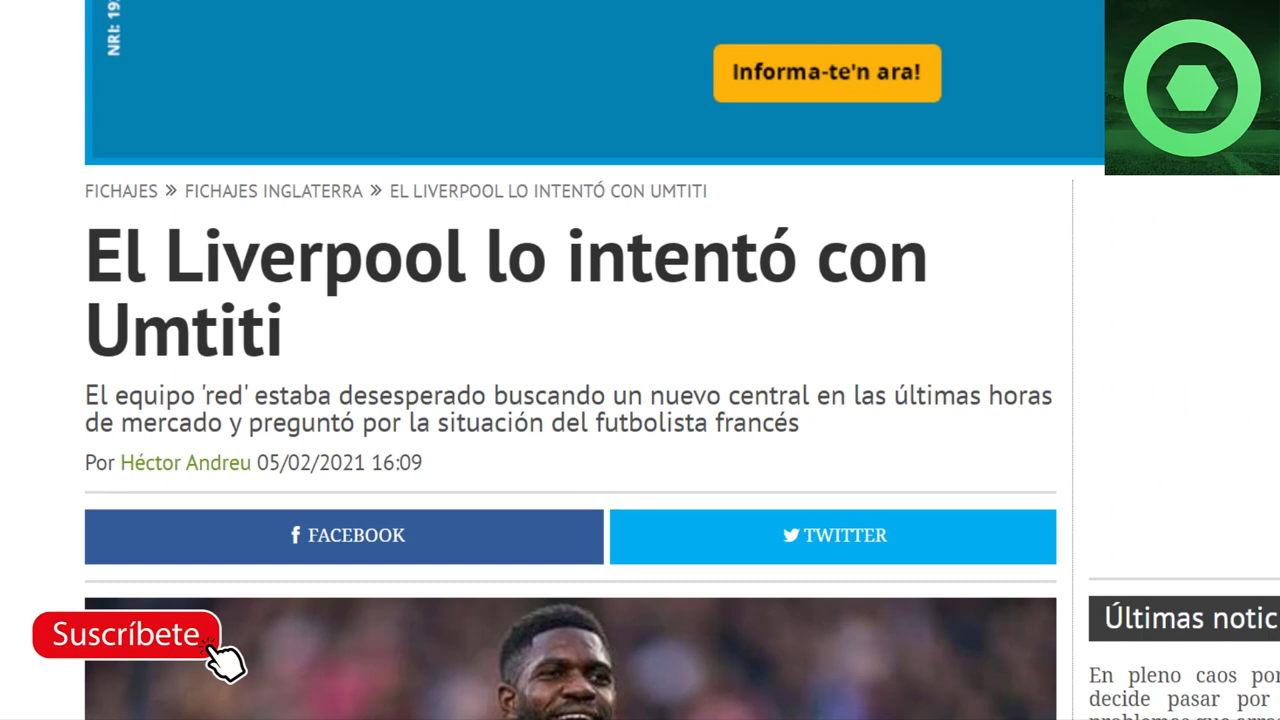 NRI: 19
Informa-te'n ara!
FICHAJES » FICHAJES INGLATERRA » EL LIVERPOOL LO INTENTÓ CON UMTITI
El Liverpool lo intentó con
Umtiti
El equipo 'red' estaba desesperado buscando un nuevo central en las últimas horas
de mercado y preguntó por la situación del futbolista francés
Por Héctor Andreu 05/02/2021 16:09
FACEBOOK
TWITTER
Suscríbete
Últimas notic
En pleno caos por
decide pasar por